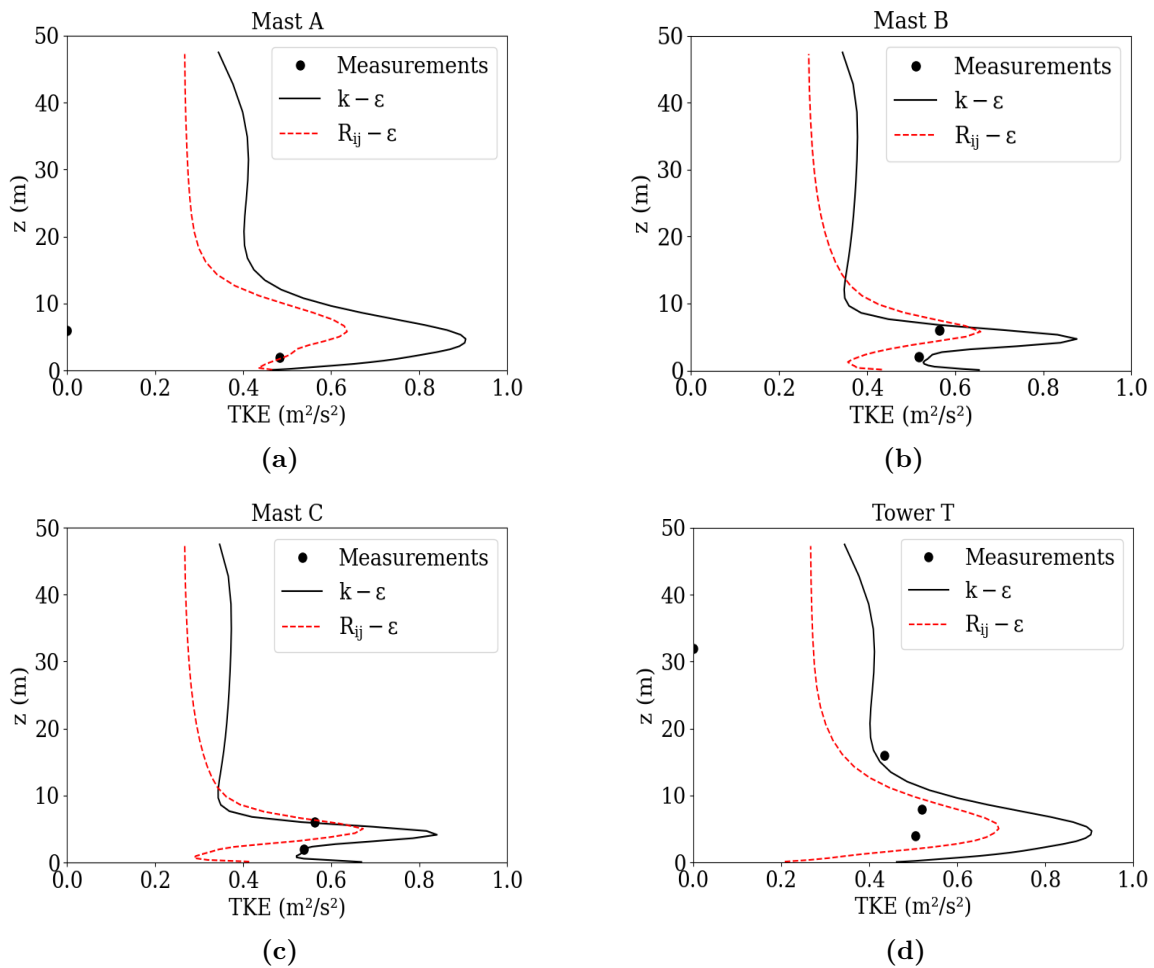 Mast A
50
40
30
20
10
0
z (m)
Measurements
k − ε
R_ij − ε
0.0 0.2 0.4 0.6 0.8 1.0
TKE (m²/s²)
(a)
Mast B
50
40
30
20
10
0
z (m)
Measurements
k − ε
R_ij − ε
0.0 0.2 0.4 0.6 0.8 1.0
TKE (m²/s²)
(b)
Mast C
50
40
30
20
10
0
z (m)
Measurements
k − ε
R_ij − ε
0.0 0.2 0.4 0.6 0.8 1.0
TKE (m²/s²)
(c)
Tower T
50
40
30
20
10
0
z (m)
Measurements
k − ε
R_ij − ε
0.0 0.2 0.4 0.6 0.8 1.0
TKE (m²/s²)
(d)